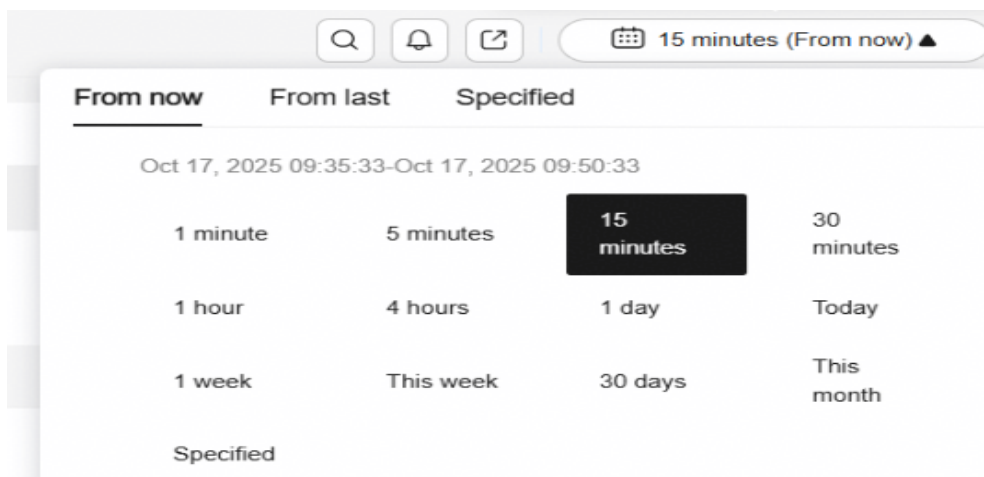 15 minutes (From now)
From now From last Specified
Oct 17, 2025 09:35:33-Oct 17, 2025 09:50:33
1 minute 5 minutes 15 minutes 30 minutes
1 hour 4 hours 1 day Today
1 week This week 30 days This month
Specified